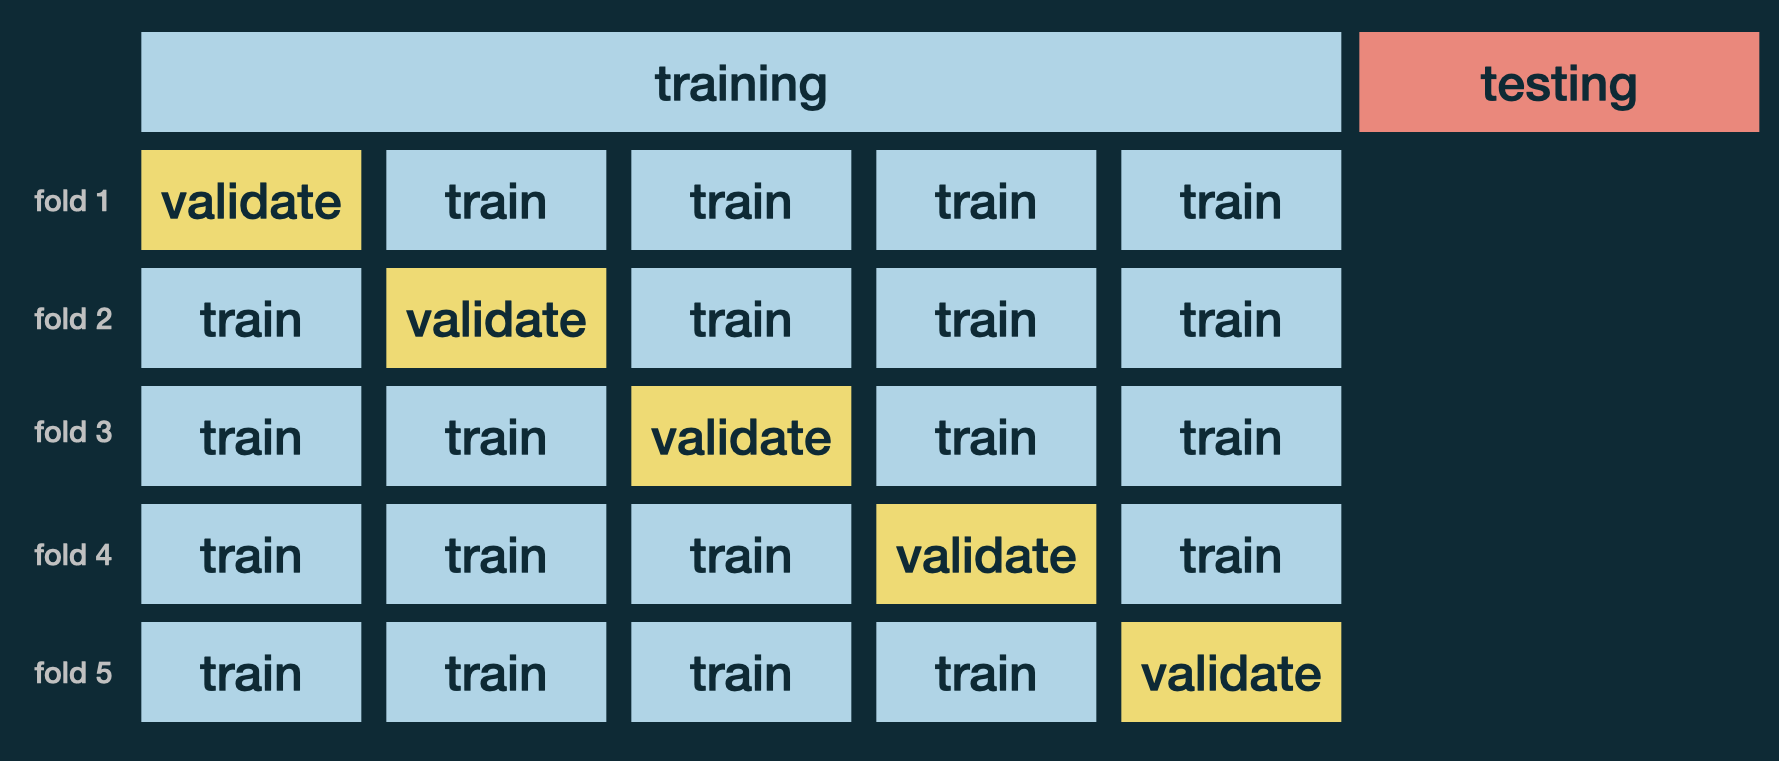 training testing
fold 1 validate train train train train
fold 2 train validate train train train
fold 3 train train validate train train
fold 4 train train train validate train
fold 5 train train train train validate